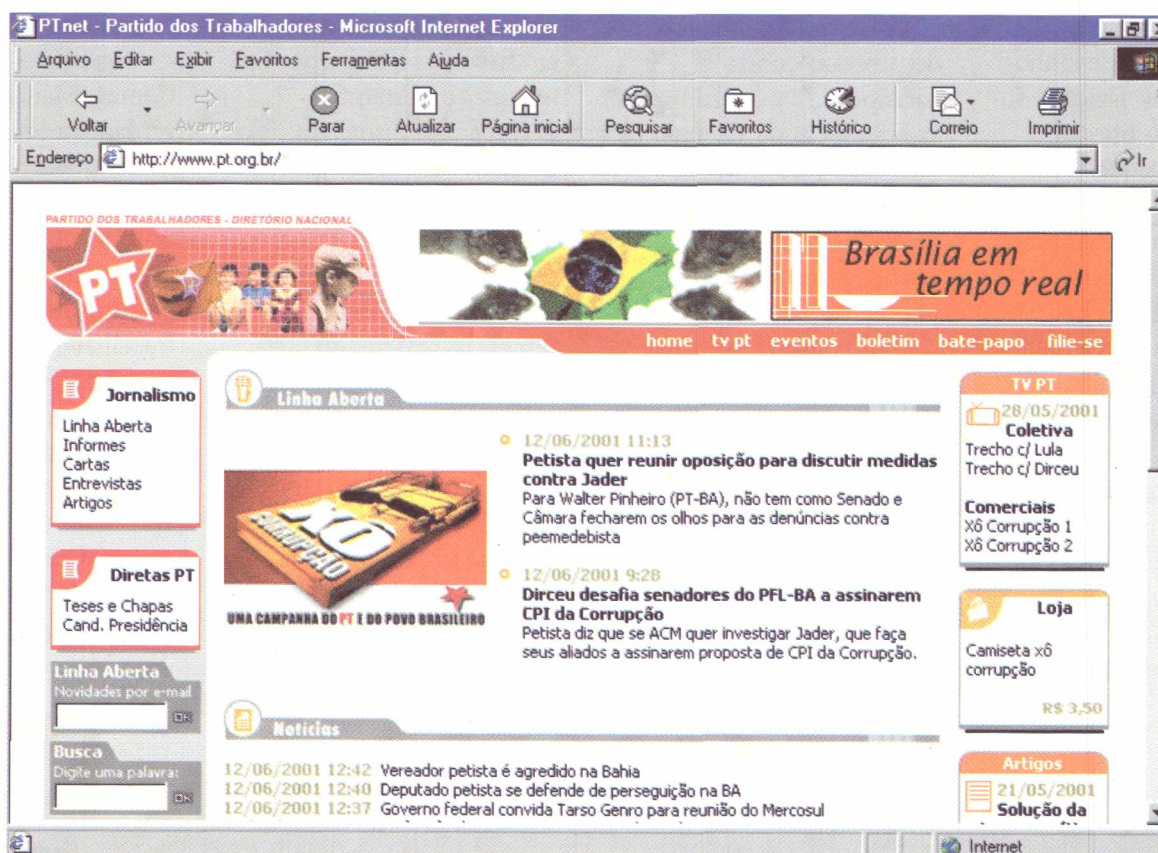 PTnet - Partido dos Trabalhadores - Microsoft Internet Explorer
Arquivo Editar Exibir Favoritos Ferramentas Ajuda
Voltar Avançar Parar Atualizar Página inicial Pesquisar Favoritos Histórico Correio Imprimir
Endereço http://www.pt.org.br/ Ir
PARTIDO DOS TRABALHADORES - DIRETÓRIO NACIONAL
PT
Brasília em
tempo real
home tv pt eventos boletim bate-papo filie-se
Jornalismo
Linha Aberta
Informes
Cartas
Entrevistas
Artigos
Diretas PT
Teses e Chapas
Cand. Presidência
Linha Aberta
Novidades por e-mail
OK
Busca
Digite uma palavra:
OK
Linha Aberta
XÔ
CORRUPÇÃO
UMA CAMPANHA DO PT E DO POVO BRASILEIRO
12/06/2001 11:13
Petista quer reunir oposição para discutir medidas
contra Jader
Para Walter Pinheiro (PT-BA), não tem como Senado e
Câmara fecharem os olhos para as denúncias contra
peemedebista
12/06/2001 9:28
Dirceu desafia senadores do PFL-BA a assinarem
CPI da Corrupção
Petista diz que se ACM quer investigar Jader, que faça
seus aliados a assinarem proposta de CPI da Corrupção.
Notícias
12/06/2001 12:42 Vereador petista é agredido na Bahia
12/06/2001 12:40 Deputado petista se defende de perseguição na BA
12/06/2001 12:37 Governo federal convida Tarso Genro para reunião do Mercosul
TV PT
28/05/2001
Coletiva
Trecho c/ Lula
Trecho c/ Dirceu
Comerciais
Xô Corrupção 1
Xô Corrupção 2
Loja
Camiseta xô
corrupção
R$ 3,50
Artigos
21/05/2001
Solução da
Internet